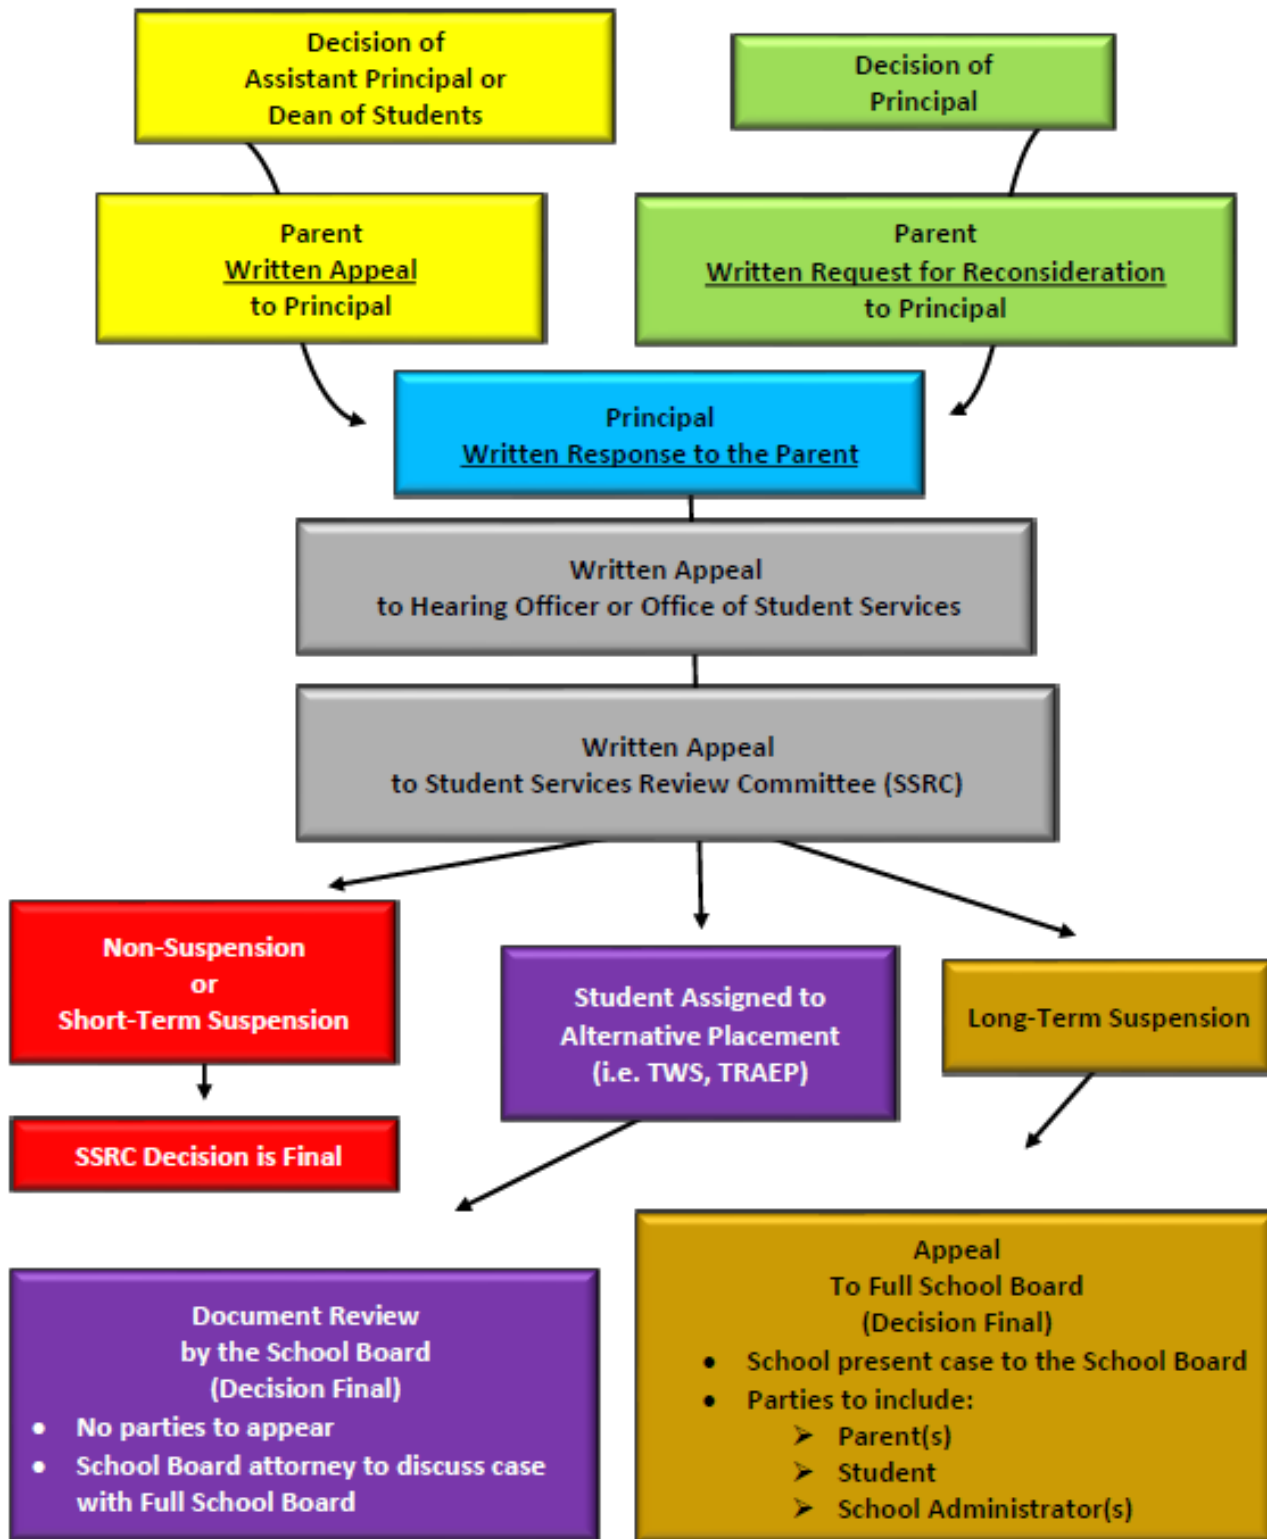 Decision of
Assistant Principal or
Dean of Students
Decision of
Principal
Parent
Written Appeal
to Principal
Parent
Written Request for Reconsideration
to Principal
Principal
Written Response to the Parent
Written Appeal
to Hearing Officer or Office of Student Services
Written Appeal
to Student Services Review Committee (SSRC)
Non-Suspension
or
Short-Term Suspension
Student Assigned to
Alternative Placement
(i.e. TWS, TRAEP)
Long-Term Suspension
SSRC Decision is Final
Document Review
by the School Board
(Decision Final)
• No parties to appear
• School Board attorney to discuss case
with Full School Board
Appeal
To Full School Board
(Decision Final)
• School present case to the School Board
• Parties to include:
➢ Parent(s)
➢ Student
➢ School Administrator(s)